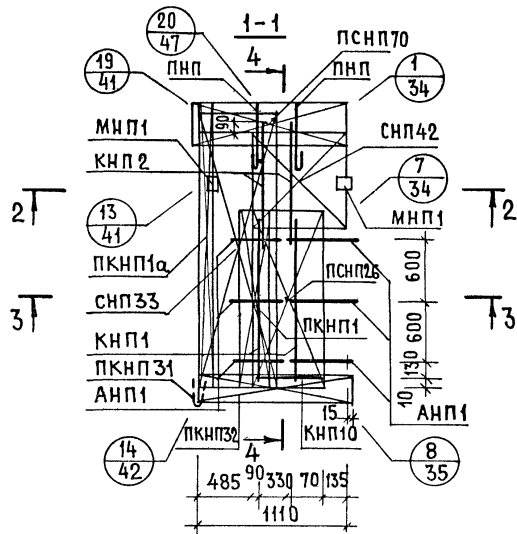 20
47
1-1
4
ПСНП70
ПНП
ПНП
19
41
1
34
МНП1
90
СНП42
КНП2
7
34
2
2
13
41
МНП1
ПКНП1а
ПСНП26
600
СНП33
3
3
ПКНП1
КНП1
600
ПКНП31
130
АНП1
10
15
АНП1
ПКНП32
4
КНП10
14
42
8
35
485
90
330
70
135
1110